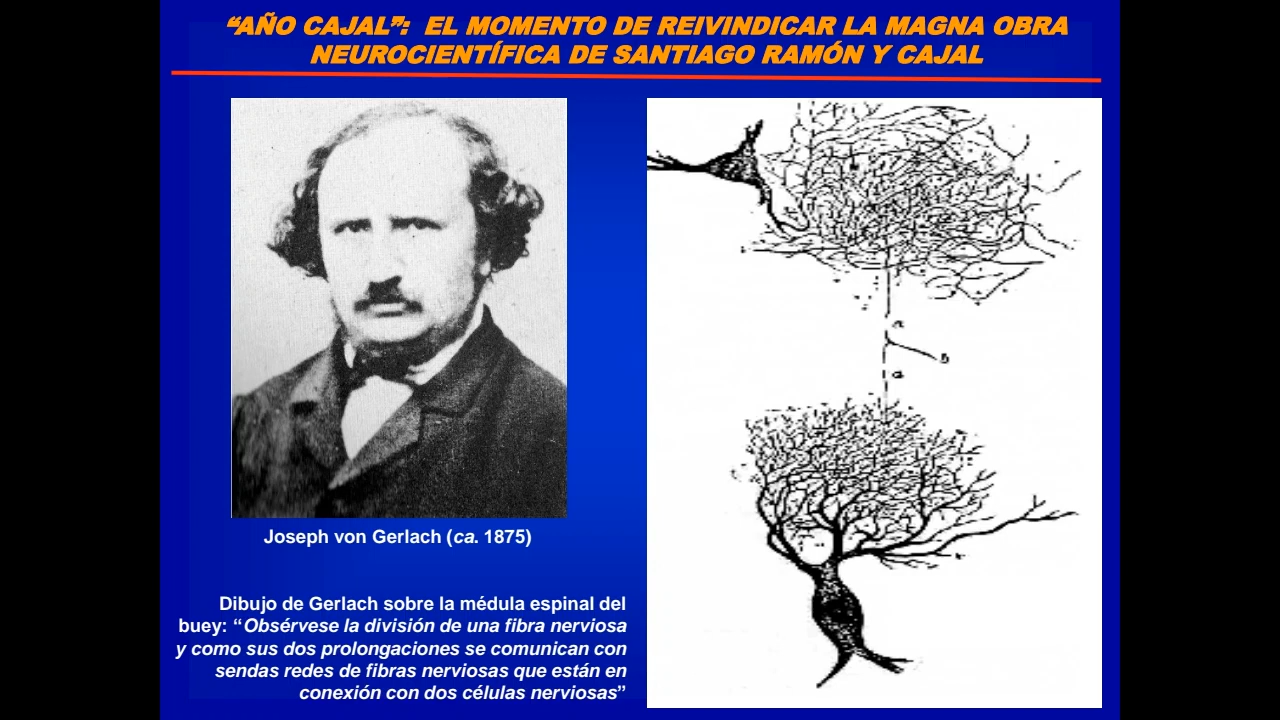 “AÑO CAJAL”: EL MOMENTO DE REIVINDICAR LA MAGNA OBRA
NEUROCIENTÍFICA DE SANTIAGO RAMÓN Y CAJAL
Joseph von Gerlach (ca. 1875)
Dibujo de Gerlach sobre la médula espinal del
buey: “Obsérvese la división de una fibra nerviosa
y como sus dos prolongaciones se comunican con
sendas redes de fibras nerviosas que están en
conexión con dos células nerviosas”
a